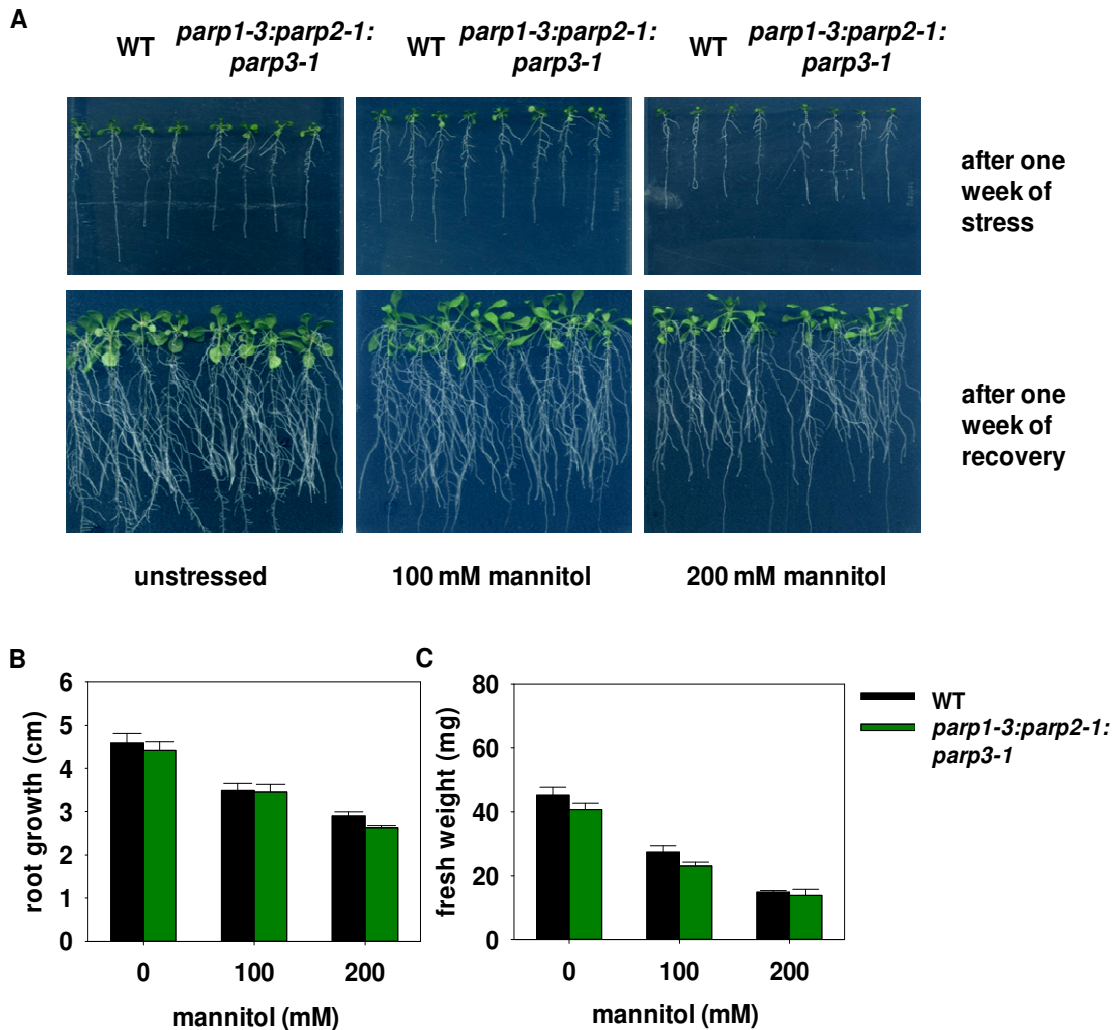 A
WT parp1-3:parp2-1:
parp3-1
WT parp1-3:parp2-1:
parp3-1
WT parp1-3:parp2-1:
parp3-1
after one
week of
stress
after one
week of
recovery
unstressed
100 mM mannitol
200 mM mannitol
B
6
5
4
3
2
1
0
root growth (cm)
0 100 200
mannitol (mM)
C
80
60
40
20
0
fresh weight (mg)
0 100 200
mannitol (mM)
WT
parp1-3:parp2-1:
parp3-1